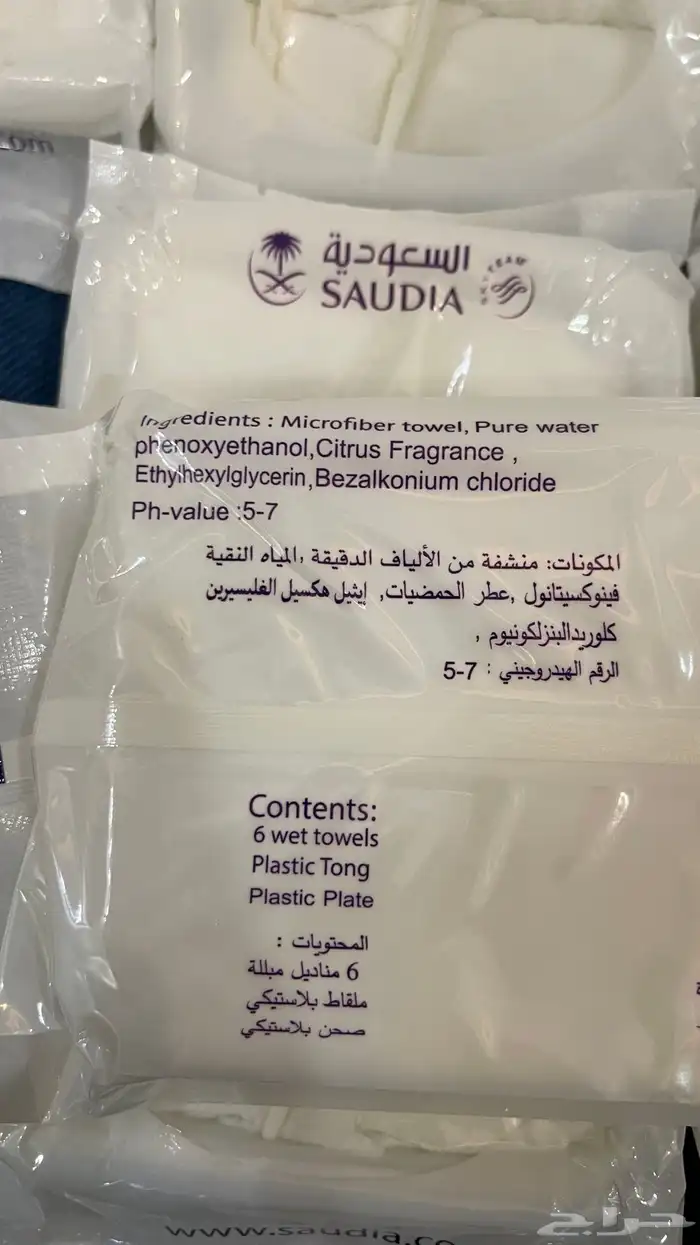 .com
السعودية
SAUDIA
SKYTEAM
Ingredients : Microfiber towel, Pure water
phenoxyethanol,Citrus Fragrance ,
Ethylhexylglycerin,Bezalkonium chloride
Ph-value :5-7
المكونات: منشفة من الألياف الدقيقة ,المياه النقية
فينوكسيتانول ,عطر الحمضيات, إيثيل هكسيل الغليسيرين
كلوريدالبنزلكونيوم ,
الرقم الهيدروجيني : 7-5
Contents:
6 wet towels
Plastic Tong
Plastic Plate
المحتويات :
6 مناديل مبللة
ملقاط بلاستيكي
صحن بلاستيكي
www.saudia.co
حراج